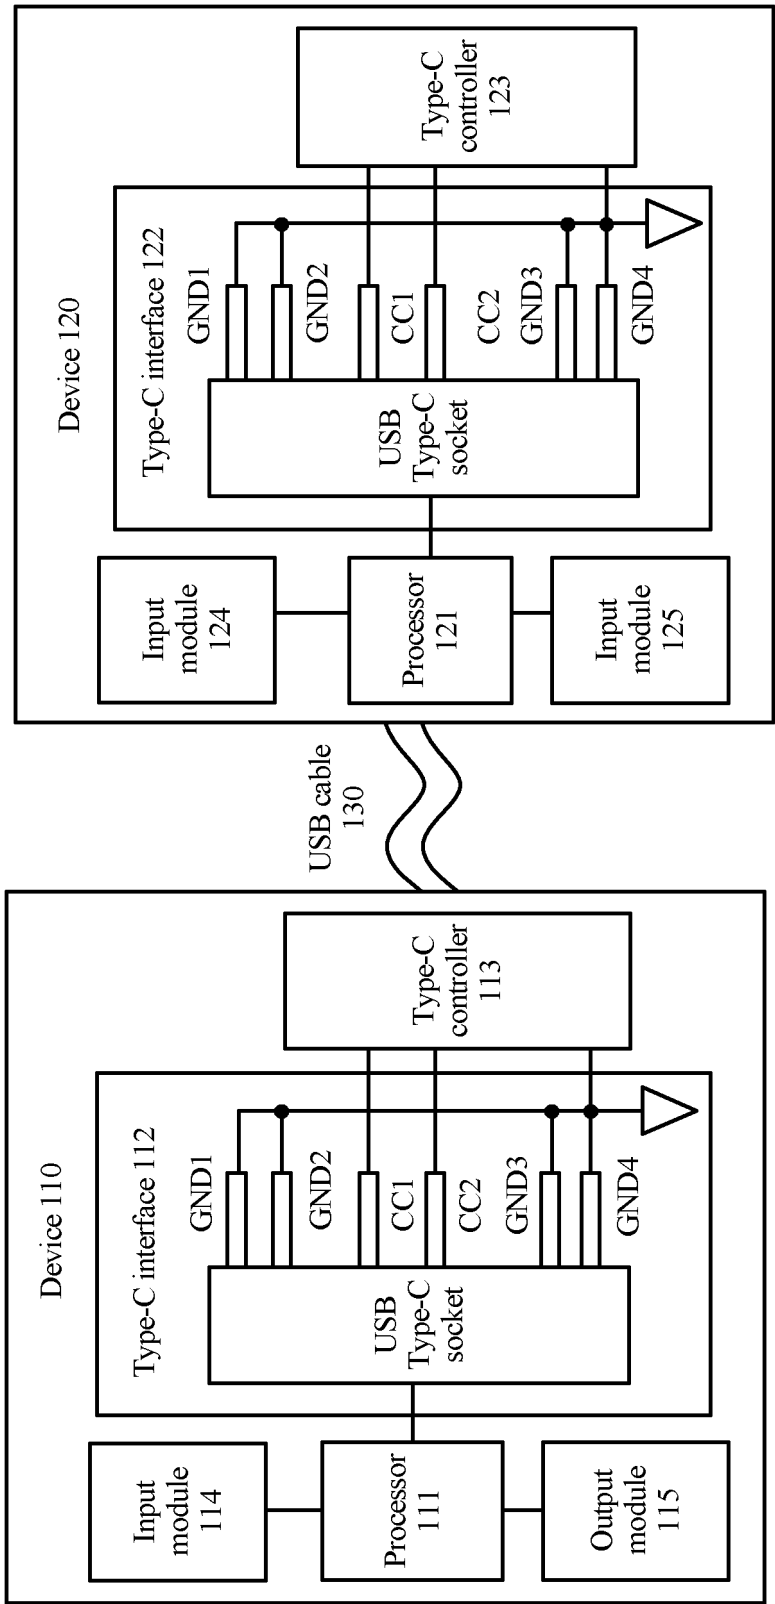 Device 110
Type-C interface 112
Input
module
114
Processor
111
Output
module
115
USB
Type-C
socket
GND1
GND2
CC1
CC2
GND3
GND4
Type-C
controller
113
USB cable
130
Device 120
Type-C interface 122
Input
module
124
Processor
121
Input
module
125
USB
Type-C
socket
GND1
GND2
CC1
CC2
GND3
GND4
Type-C
controller
123